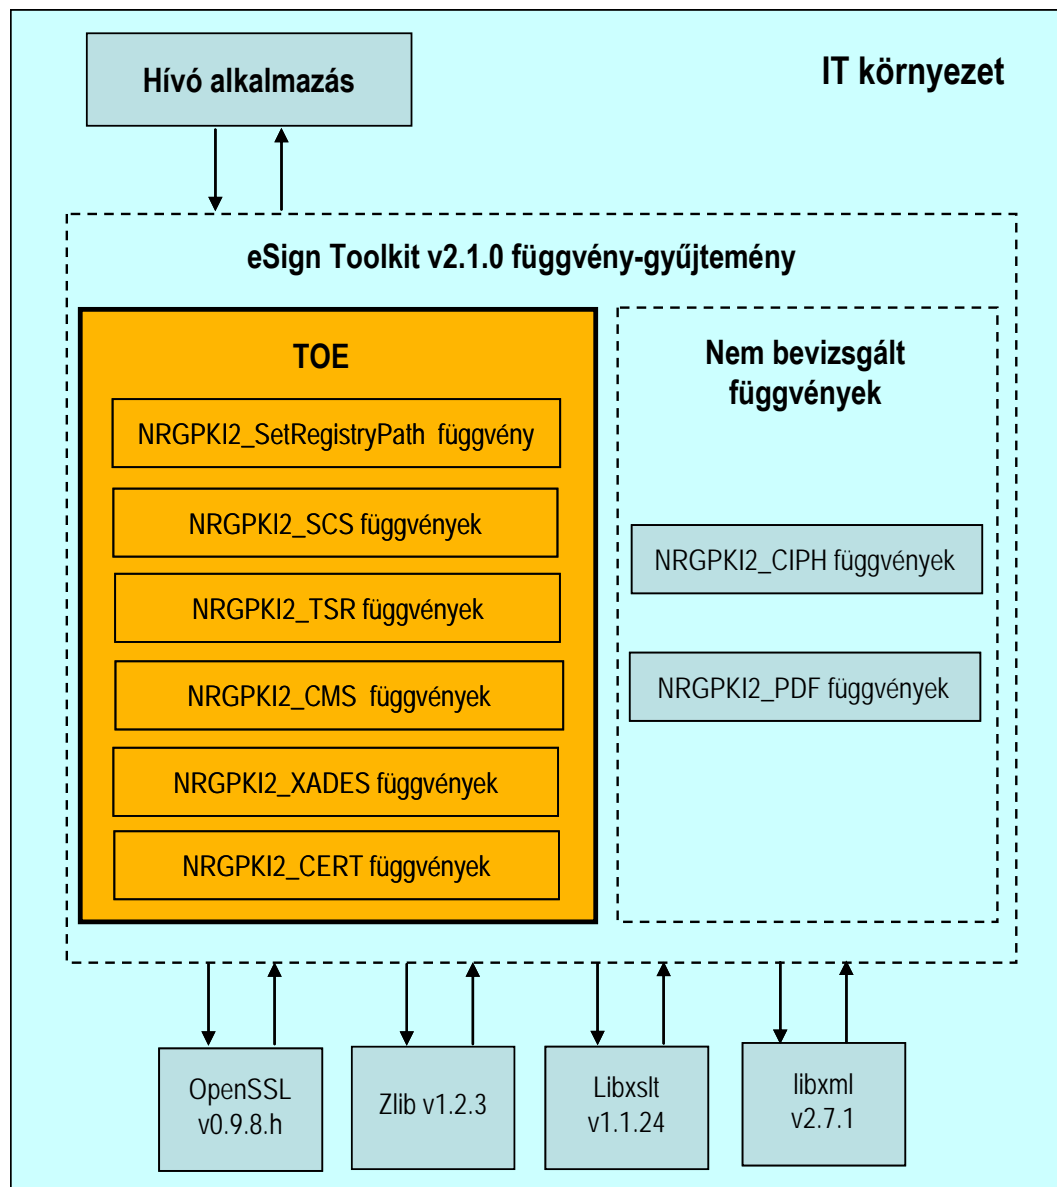 Hívó alkalmazás
IT környezet
eSign Toolkit v2.1.0 függvény-gyűjtemény
TOE
NRGPKI2_SetRegistryPath függvény
NRGPKI2_SCS függvények
NRGPKI2_TSR függvények
NRGPKI2_CMS függvények
NRGPKI2_XADES függvények
NRGPKI2_CERT függvények
Nem bevizsgált
függvények
NRGPKI2_CIPH függvények
NRGPKI2_PDF függvények
OpenSSL
v0.9.8.h
Zlib v1.2.3
Libxslt
v1.1.24
libxml
v2.7.1